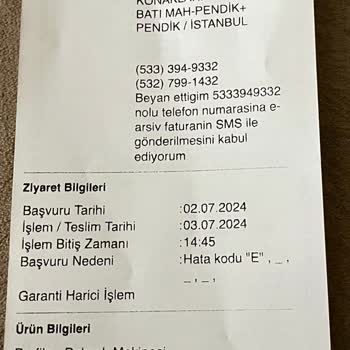 BATI MAH-PENDİK+
PENDİK / İSTANBUL
(533) 394-9332
(532) 799-1432
Beyan ettigim 5333949332
nolu telefon numarasina e-
arsiv faturanin SMS ile
gönderilmesini kabul
ediyorum
Ziyaret Bilgileri
Başvuru Tarihi :02.07.2024
İşlem / Teslim Tarihi :03.07.2024
İşlem Bitiş Zamanı :14:45
Başvuru Nedeni :Hata kodu "E" , _ ,
_ , _ ,
Garanti Harici İşlem
Ürün Bilgileri